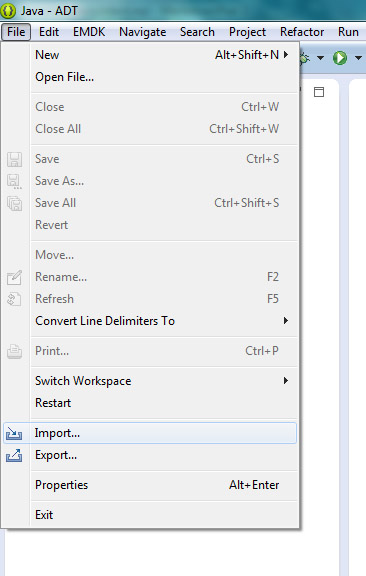 Java - ADT
File Edit EMDK Navigate Search Project Refactor Run
New Alt+Shift+N
Open File...
Close Ctrl+W
Close All Ctrl+Shift+W
Save Ctrl+S
Save As...
Save All Ctrl+Shift+S
Revert
Move...
Rename... F2
Refresh F5
Convert Line Delimiters To
Print... Ctrl+P
Switch Workspace
Restart
Import...
Export...
Properties Alt+Enter
Exit